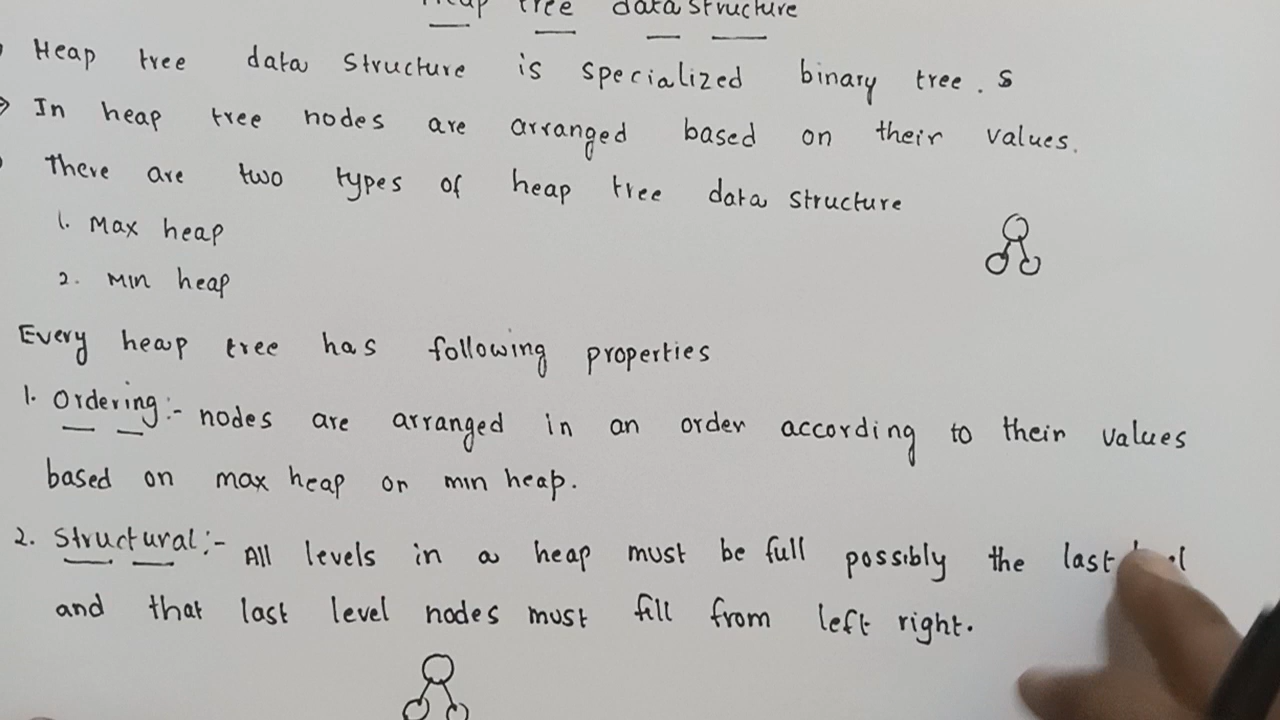 Heap tree data structure
Heap tree data structure is specialized binary tree. s
In heap tree nodes are arranged based on their values.
There are two types of heap tree data structure
1. Max heap
2. Min heap
Every heap tree has following properties
1. Ordering:- nodes are arranged in an order according to their values
based on max heap or min heap.
2. Structural:- All levels in a heap must be full possibly the last
and that last level nodes must fill from left right.